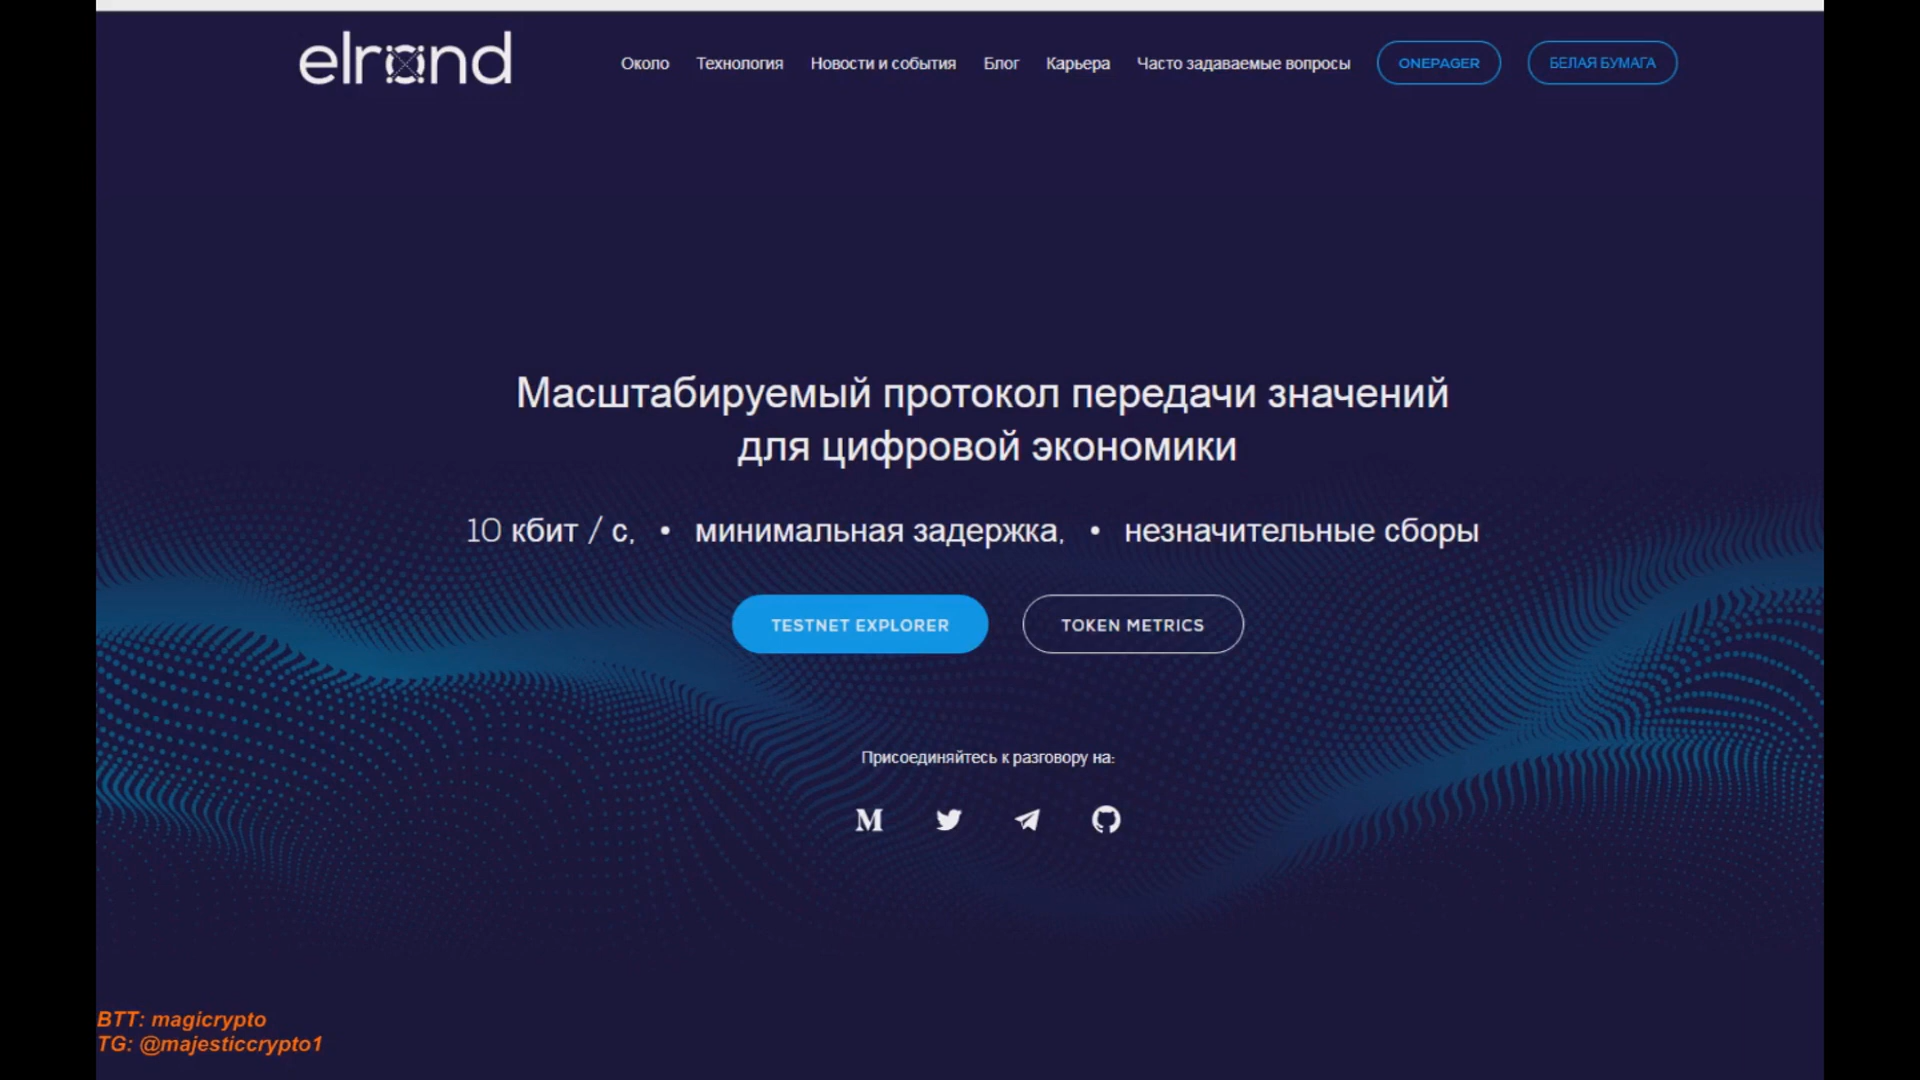 elrond
Около Технология Новости и события Блог Карьера Часто задаваемые вопросы ONEPAGER БЕЛАЯ БУМАГА
Масштабируемый протокол передачи значений
для цифровой экономики
10 кбит / с, • минимальная задержка, • незначительные сборы
TESTNET EXPLORER TOKEN METRICS
Присоединяйтесь к разговору на:
BTT: magicrypto
TG: @majesticcrypto1